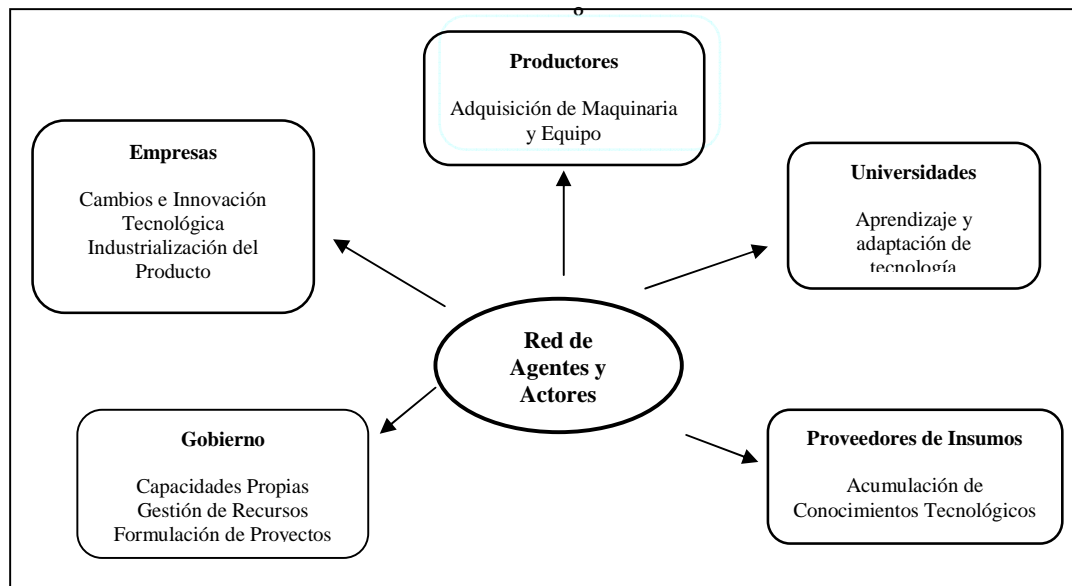 Productores
Adquisición de Maquinaria
y Equipo
Empresas
Cambios e Innovación
Tecnológica
Industrialización del
Producto
Universidades
Aprendizaje y
adaptación de
tecnología
Red de
Agentes y
Actores
Gobierno
Capacidades Propias
Gestión de Recursos
Formulación de Proyectos
Proveedores de Insumos
Acumulación de
Conocimientos Tecnológicos